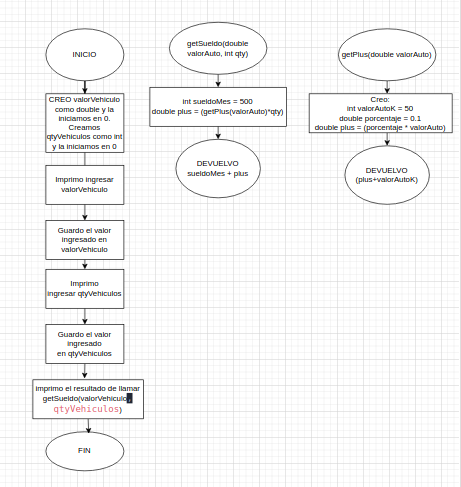 INICIO
CREO valorVehiculo
como double y la
iniciamos en 0.
Creamos
qtyVehiculos como int
y la iniciamos en 0
Imprimo ingresar
valorVehiculo
Guardo el valor
ingresado en
valorVehiculo
Imprimo
ingresar qtyVehiculos
Guardo el valor
ingresado
en qtyVehiculos
imprimo el resultado de llamar
getSueldo(valorVehiculo,
qtyVehiculos)
FIN
getSueldo(double
valorAuto, int qty)
int sueldoMes = 500
double plus = (getPlus(valorAuto)*qty)
DEVUELVO
sueldoMes + plus
getPlus(double valorAuto)
Creo:
int valorAutoK = 50
double porcentaje = 0.1
double plus = (porcentaje * valorAuto)
DEVUELVO
(plus+valorAutoK)